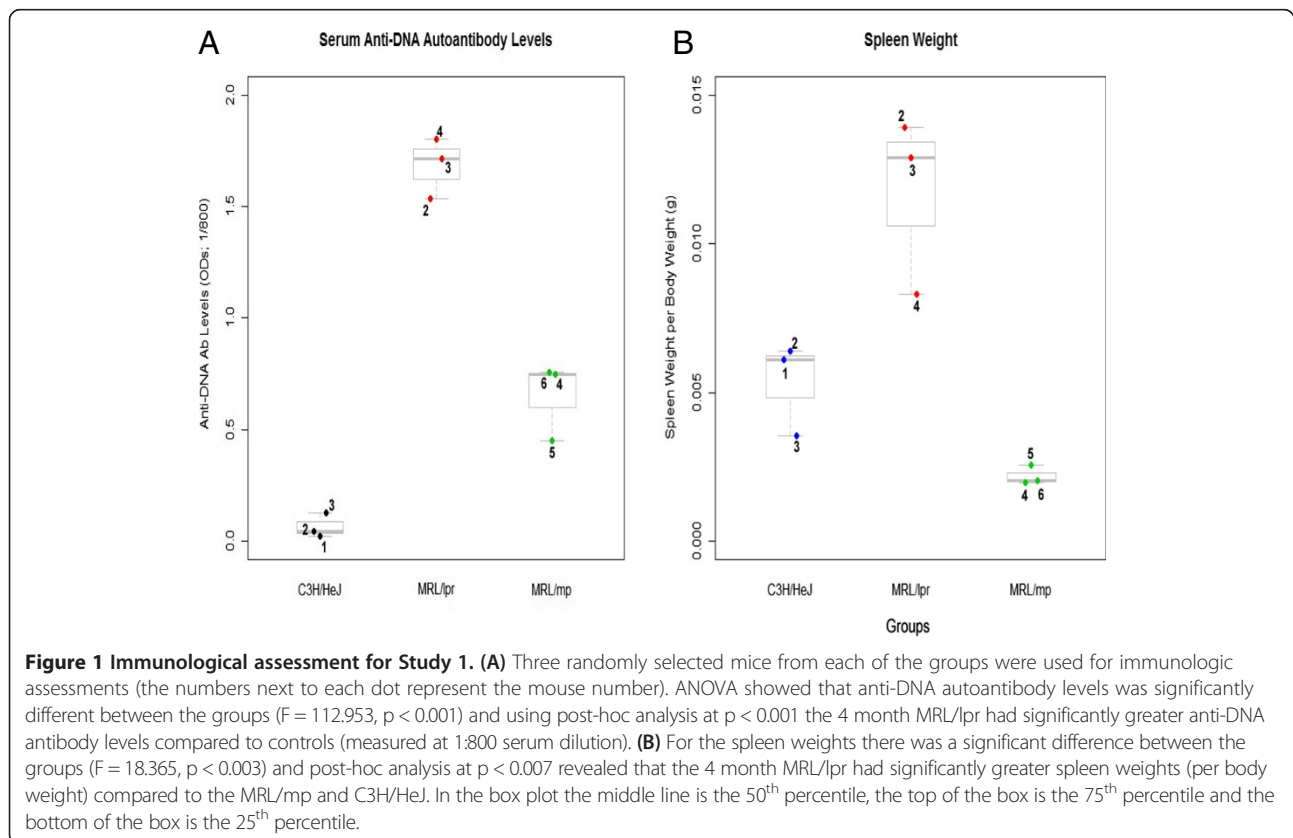 A
Serum Anti-DNA Autoantibody Levels
Anti-DNA Ab Levels (ODs; 1/800)
2.0
1.5
1.0
0.5
0.0
4
3
2
6
4
5
3
2
1
C3H/HeJ
MRL/lpr
MRL/mp
B
Spleen Weight
Spleen Weight per Body Weight (g)
0.015
0.010
0.005
0.000
2
3
4
2
1
3
5
4
6
C3H/HeJ
MRL/lpr
MRL/mp
Groups
Figure 1 Immunological assessment for Study 1. (A) Three randomly selected mice from each of the groups were used for immunologic
assessments (the numbers next to each dot represent the mouse number). ANOVA showed that anti-DNA autoantibody levels was significantly
different between the groups (F = 112.953, p < 0.001) and using post-hoc analysis at p < 0.001 the 4 month MRL/lpr had significantly greater anti-DNA
antibody levels compared to controls (measured at 1:800 serum dilution). (B) For the spleen weights there was a significant difference between the
groups (F = 18.365, p < 0.003) and post-hoc analysis at p < 0.007 revealed that the 4 month MRL/lpr had significantly greater spleen weights (per body
weight) compared to the MRL/mp and C3H/HeJ. In the box plot the middle line is the 50th percentile, the top of the box is the 75th percentile and the
bottom of the box is the 25th percentile.